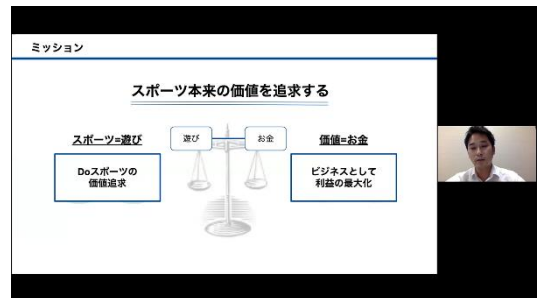 ミッション
スポーツ本来の価値を追求する
スポーツ=遊び
遊び
お金
価値=お金
Doスポーツの
価値追求
ビジネスとして
利益の最大化